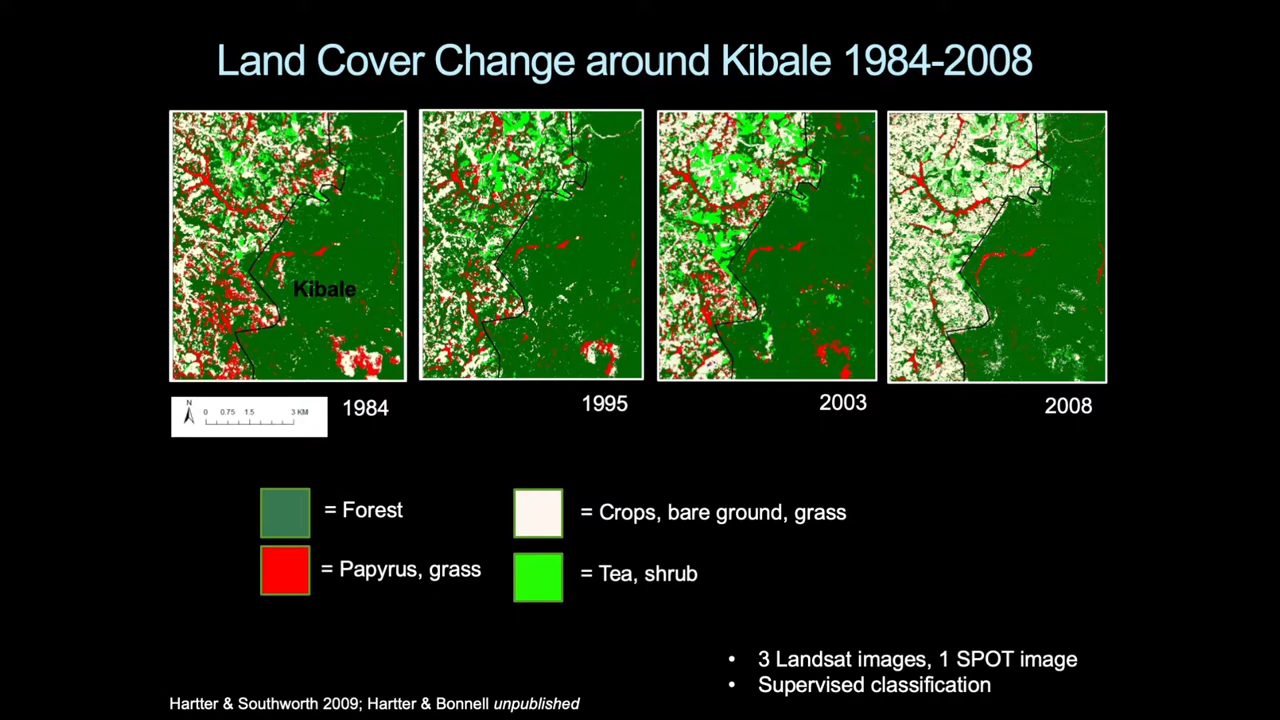 Land Cover Change around Kibale 1984-2008
Kibale
N
0 0.75 1.5 3 KM
1984
1995
2003
2008
= Forest
= Crops, bare ground, grass
= Papyrus, grass
= Tea, shrub
• 3 Landsat images, 1 SPOT image
• Supervised classification
Hartter & Southworth 2009; Hartter & Bonnell unpublished